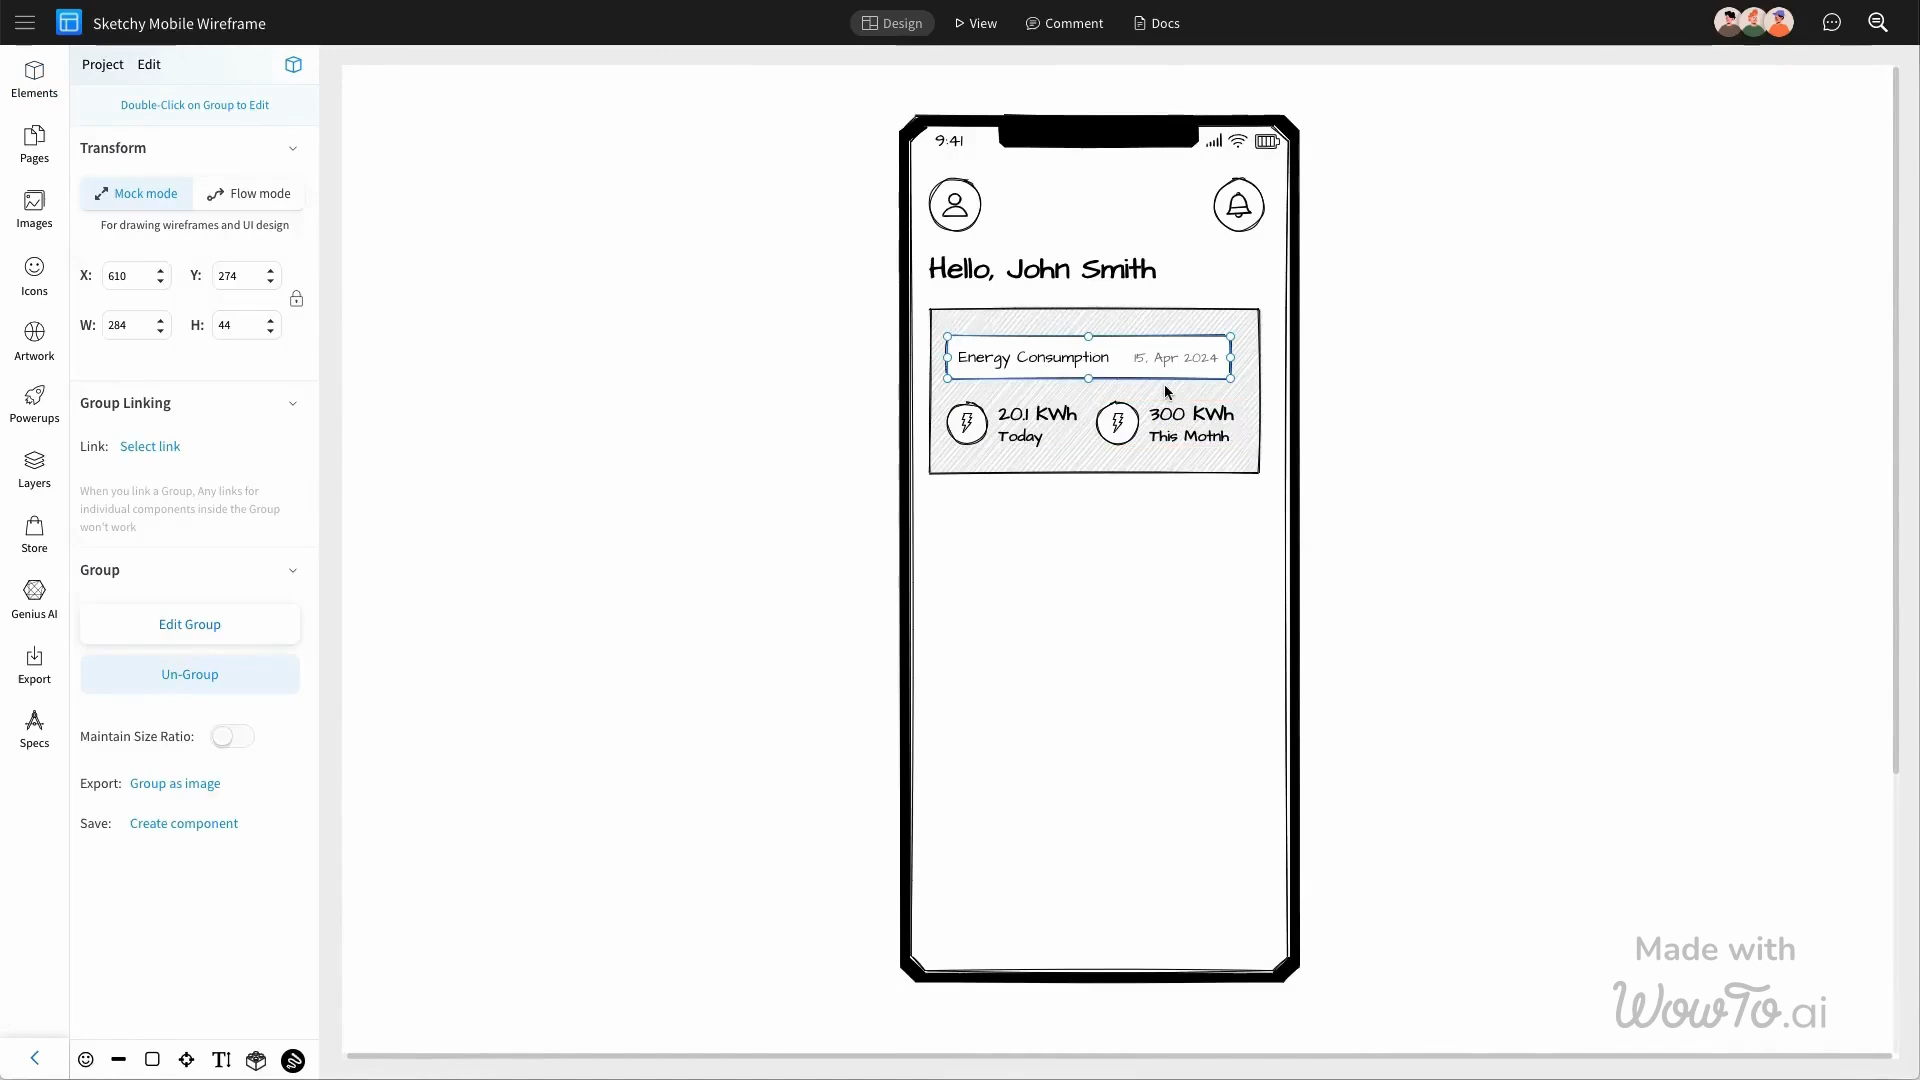 Sketchy Mobile Wireframe
Design
View
Comment
Docs
Elements
Pages
Images
Icons
Artwork
Powerups
Layers
Store
Genius AI
Export
Specs
Project Edit
Double-Click on Group to Edit
Transform
Mock mode
Flow mode
For drawing wireframes and UI design
X: 610
Y: 274
W: 284
H: 44
Group Linking
Link: Select link
When you link a Group, Any links for
individual components inside the Group
won't work
Group
Edit Group
Un-Group
Maintain Size Ratio:
Export: Group as image
Save: Create component
9:41
Hello, John Smith
Energy Consumption
15, Apr 2024
20.1 KWh
Today
300 KWh
This Motnh
Made with
WowTo.ai